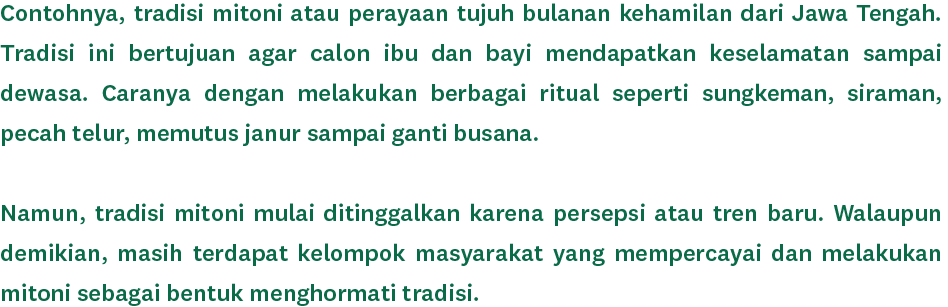 Contohnya, tradisi mitoni atau perayaan tujuh bulanan kehamilan dari Jawa Tengah.
Tradisi ini bertujuan agar calon ibu dan bayi mendapatkan keselamatan sampai
dewasa. Caranya dengan melakukan berbagai ritual seperti sungkeman, siraman,
pecah telur, memutus janur sampai ganti busana.
Namun, tradisi mitoni mulai ditinggalkan karena persepsi atau tren baru. Walaupun
demikian, masih terdapat kelompok masyarakat yang mempercayai dan melakukan
mitoni sebagai bentuk menghormati tradisi.